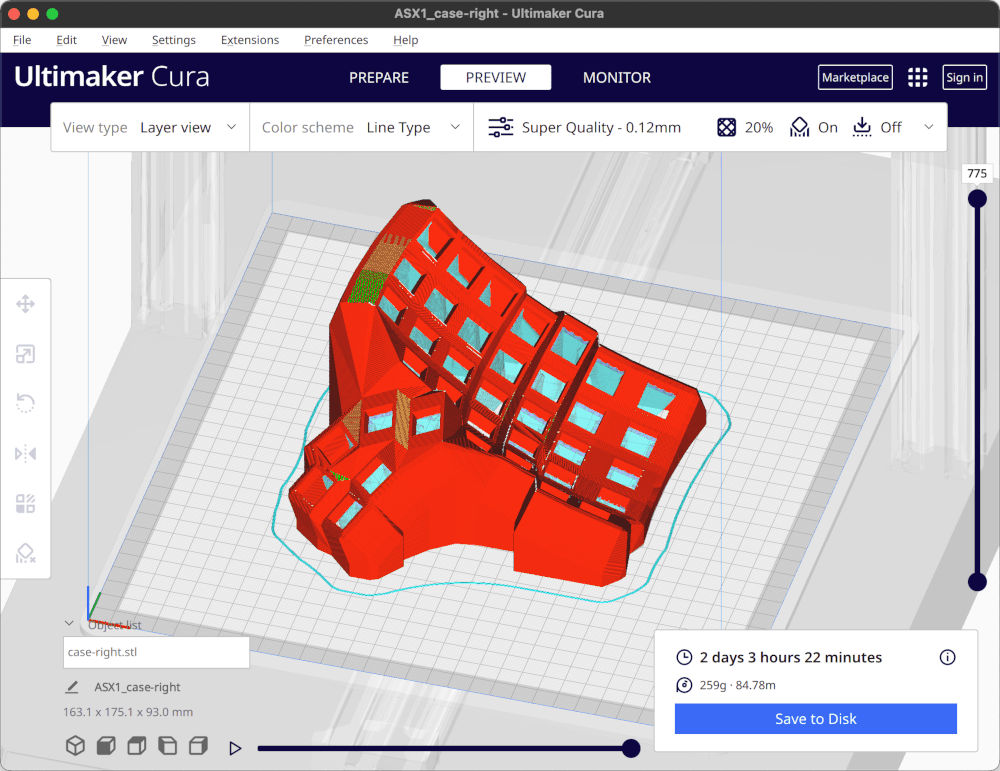 ASX1_case-right - Ultimaker Cura
File Edit View Settings Extensions Preferences Help
Ultimaker Cura PREPARE PREVIEW MONITOR Marketplace Sign in
View type Layer view Color scheme Line Type Super Quality - 0.12mm 20% On Off
775
Object list
case-right.stl
ASX1_case-right
163.1 x 175.1 x 93.0 mm
2 days 3 hours 22 minutes
259g · 84.78m
Save to Disk